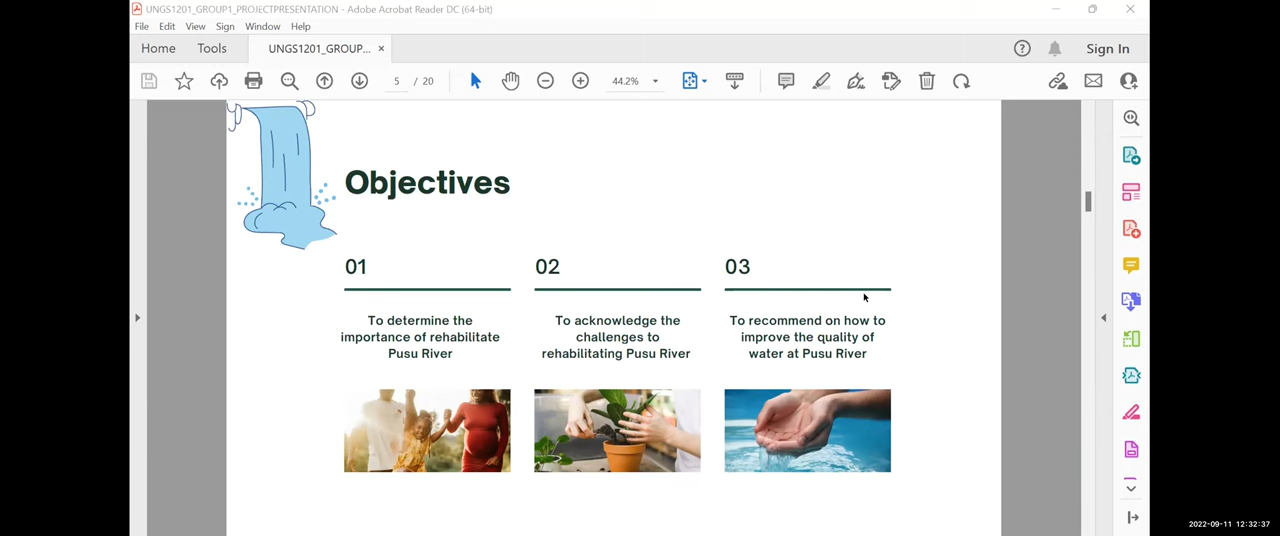 UNGS1201_GROUP1_PROJECTPRESENTATION - Adobe Acrobat Reader DC (64-bit)
File Edit View Sign Window Help
Home Tools UNGS1201_GROUP... × Sign In
5 / 20 44.2%
Objectives
01
To determine the
importance of rehabilitate
Pusu River
02
To acknowledge the
challenges to
rehabilitating Pusu River
03
To recommend on how to
improve the quality of
water at Pusu River
2022-09-11 12:32:37